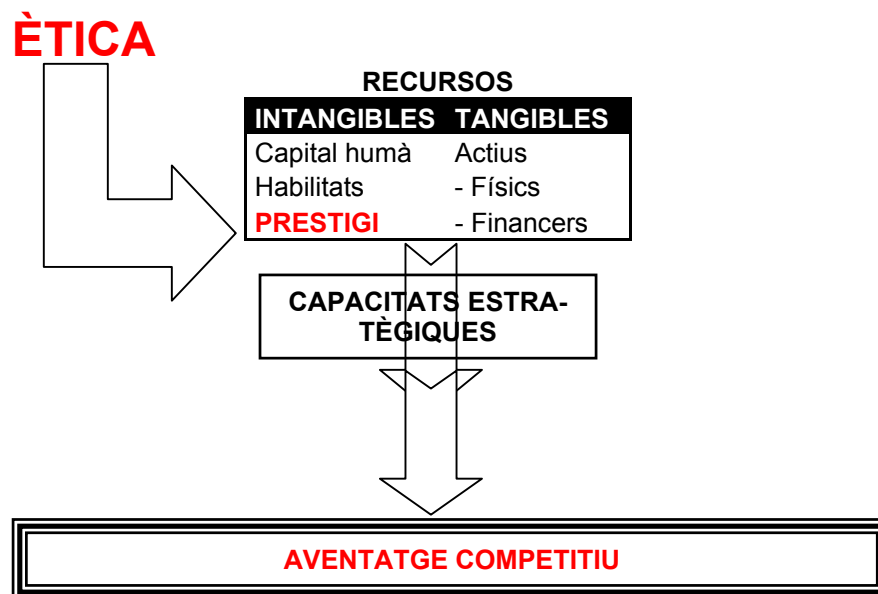 ÈTICA
RECURSOS
INTANGIBLES TANGIBLES
Capital humà Actius
Habilitats - Físics
PRESTIGI - Financers
CAPACITATS ESTRA-
TÈGIQUES
AVENTATGE COMPETITIU